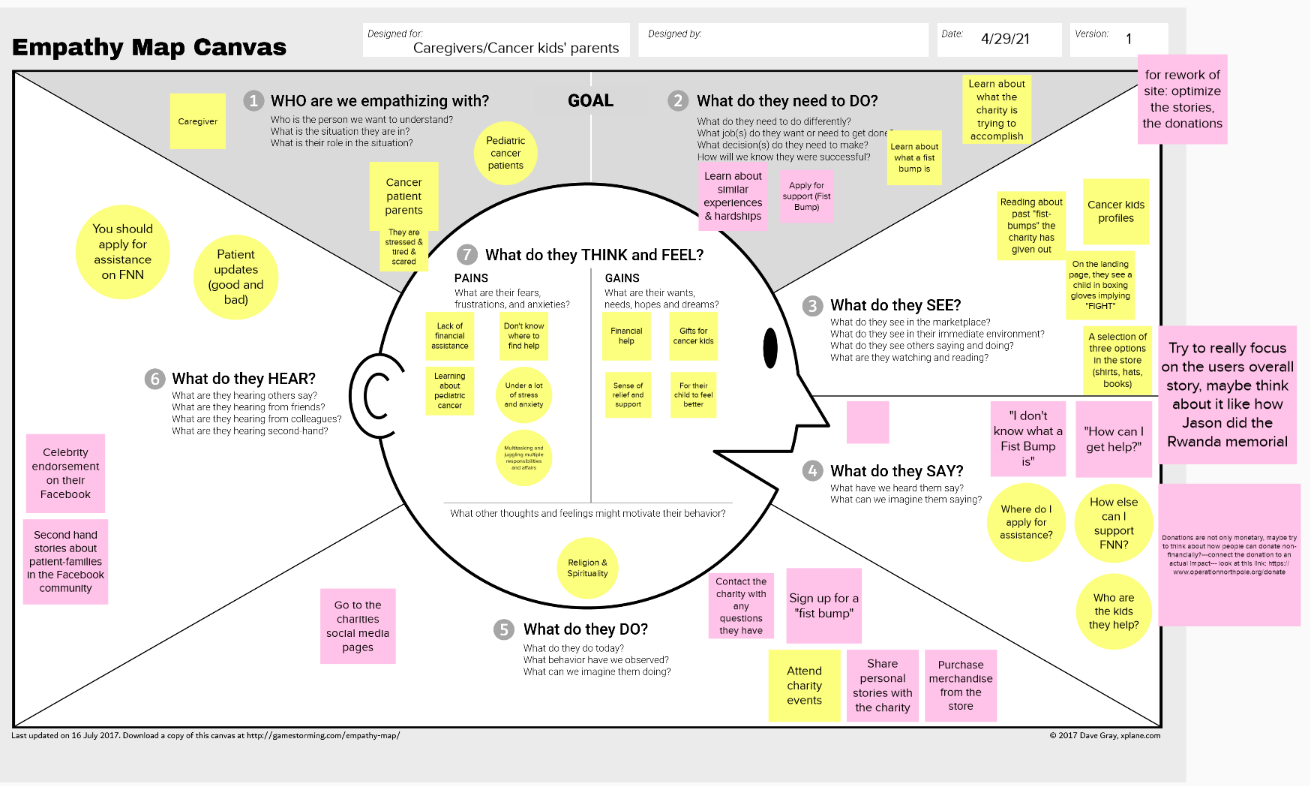 Empathy Map Canvas
Designed for:
Caregivers/Cancer kids' parents
Designed by:
Date:
4/29/21
Version:
1
for rework of
site: optimize
the stories,
the donations
1 WHO are we empathizing with?
Who is the person we want to understand?
What is the situation they are in?
What is their role in the situation?
Caregiver
Pediatric
cancer
patients
Cancer
patient
parents
They are
stressed &
tired &
scared
GOAL
2 What do they need to DO?
What do they need to do differently?
What job(s) do they want or need to get done?
What decision(s) do they need to make?
How will we know they were successful?
Learn about
what the
charity is
trying to
accomplish
Learn about
what a fist
bump is
Learn about
similar
experiences
& hardships
Apply for
support (Fist
Bump)
3 What do they SEE?
What do they see in the marketplace?
What do they see in their immediate environment?
What do they see others saying and doing?
What are they watching and reading?
Reading about
past "fist-
bumps" the
charity has
given out
Cancer kids
profiles
On the landing
page, they see a
child in boxing
gloves implying
"FIGHT"
A selection of
three options
in the store
(shirts, hats,
books)
Try to really focus
on the users overall
story, maybe think
about it like how
Jason did the
Rwanda memorial
4 What do they SAY?
What have we heard them say?
What can we imagine them saying?
"I don't
know what a
Fist Bump
is"
"How can I
get help?"
Where do I
apply for
assistance?
How else
can I
support
FNN?
Who are
the kids
they help?
Donations are not only monetary, maybe try
to think about how people can donate non-
financially?---connect the donation to an
actual impact--- look at this link: https://
www.operationnorthpole.org/donate
5 What do they DO?
What do they do today?
What behavior have we observed?
What can we imagine them doing?
Go to the
charities
social media
pages
Contact the
charity with
any
questions
they have
Sign up for a
"fist bump"
Attend
charity
events
Share
personal
stories with
the charity
Purchase
merchandise
from the
store
6 What do they HEAR?
What are they hearing others say?
What are they hearing from friends?
What are they hearing from colleagues?
What are they hearing second-hand?
You should
apply for
assistance
on FNN
Patient
updates
(good and
bad)
Celebrity
endorsement
on their
Facebook
Second hand
stories about
patient-families
in the Facebook
community
7 What do they THINK and FEEL?
PAINS
What are their fears,
frustrations, and anxieties?
Lack of
financial
assistance
Don't know
where to
find help
Learning
about
pediatric
cancer
Under a lot
of stress
and anxiety
Multitasking and
juggling multiple
responsibilities
and affairs
GAINS
What are their wants,
needs, hopes and dreams?
Financial
help
Gifts for
cancer kids
Sense of
relief and
support
For their
child to feel
better
What other thoughts and feelings might motivate their behavior?
Religion &
Spirituality
Last updated on 16 July 2017. Download a copy of this canvas at http://gamestorming.com/empathy-map/
© 2017 Dave Gray, xplane.com